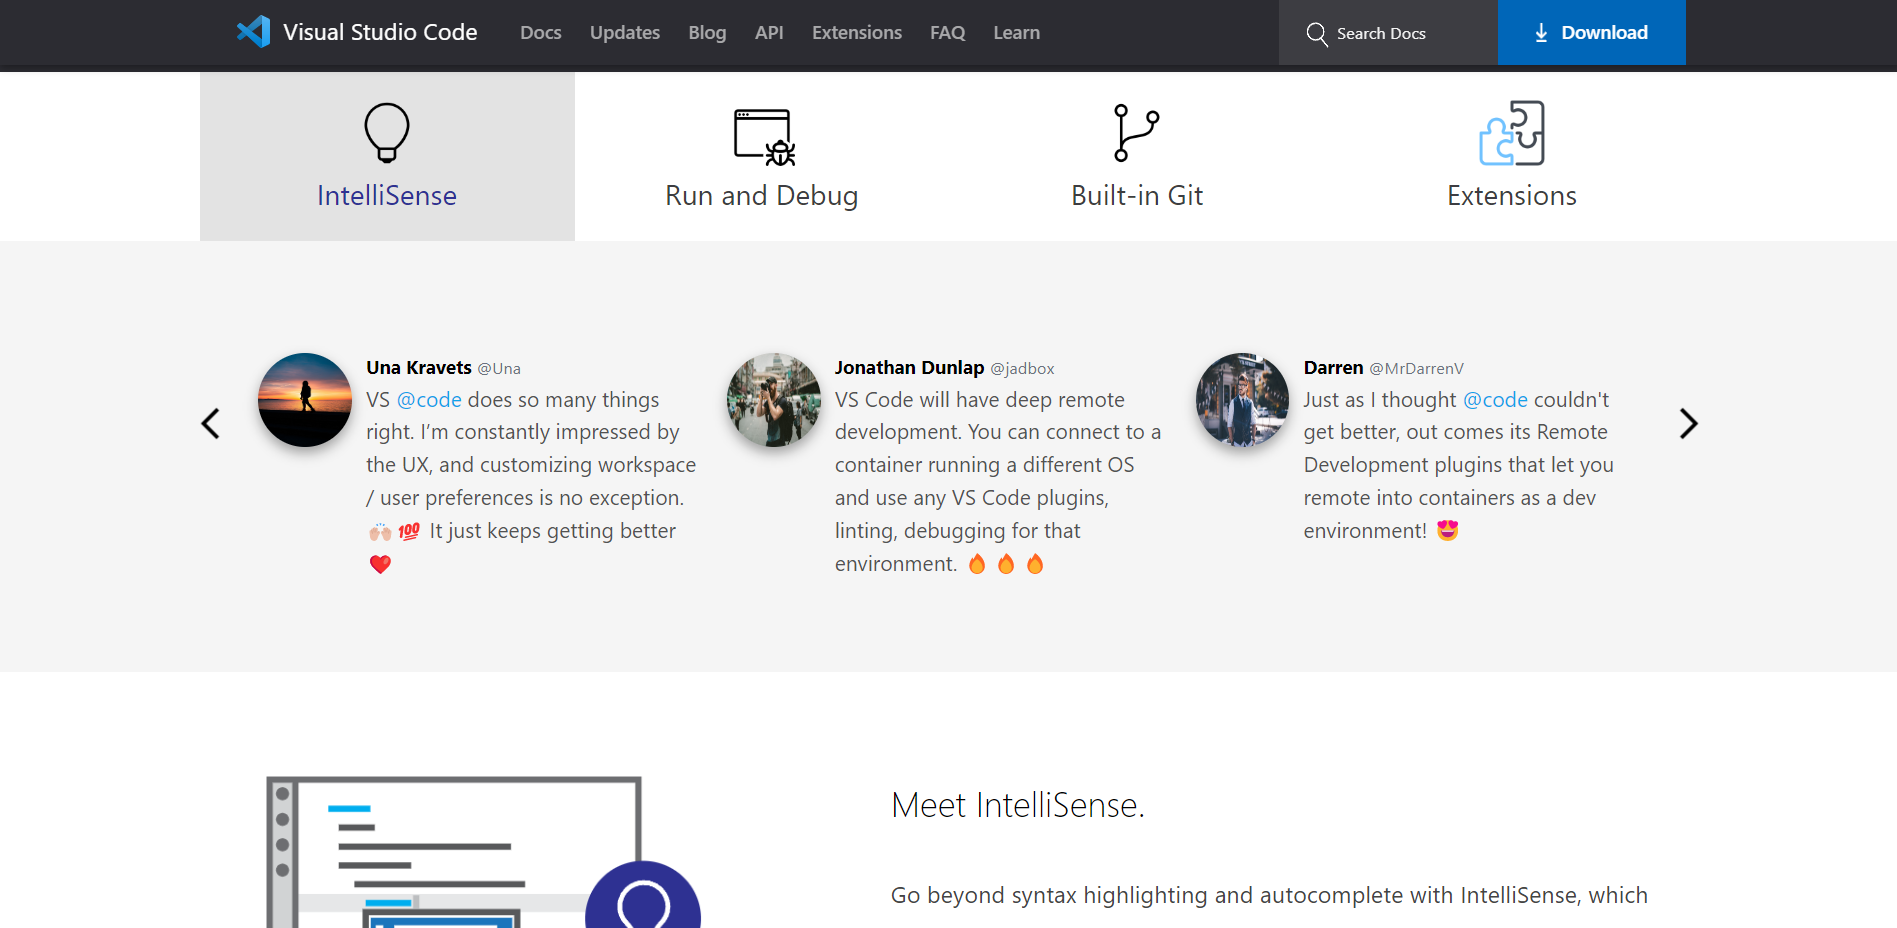 Visual Studio Code Docs Updates Blog API Extensions FAQ Learn Search Docs Download
IntelliSense Run and Debug Built-in Git Extensions
Una Kravets @Una
VS @code does so many things
right. I’m constantly impressed by
the UX, and customizing workspace
/ user preferences is no exception.
🙌🏻💯 It just keeps getting better
❤️
Jonathan Dunlap @jadbox
VS Code will have deep remote
development. You can connect to a
container running a different OS
and use any VS Code plugins,
linting, debugging for that
environment. 🔥 🔥 🔥
Darren @MrDarrenV
Just as I thought @code couldn't
get better, out comes its Remote
Development plugins that let you
remote into containers as a dev
environment! 😍
Meet IntelliSense.
Go beyond syntax highlighting and autocomplete with IntelliSense, which